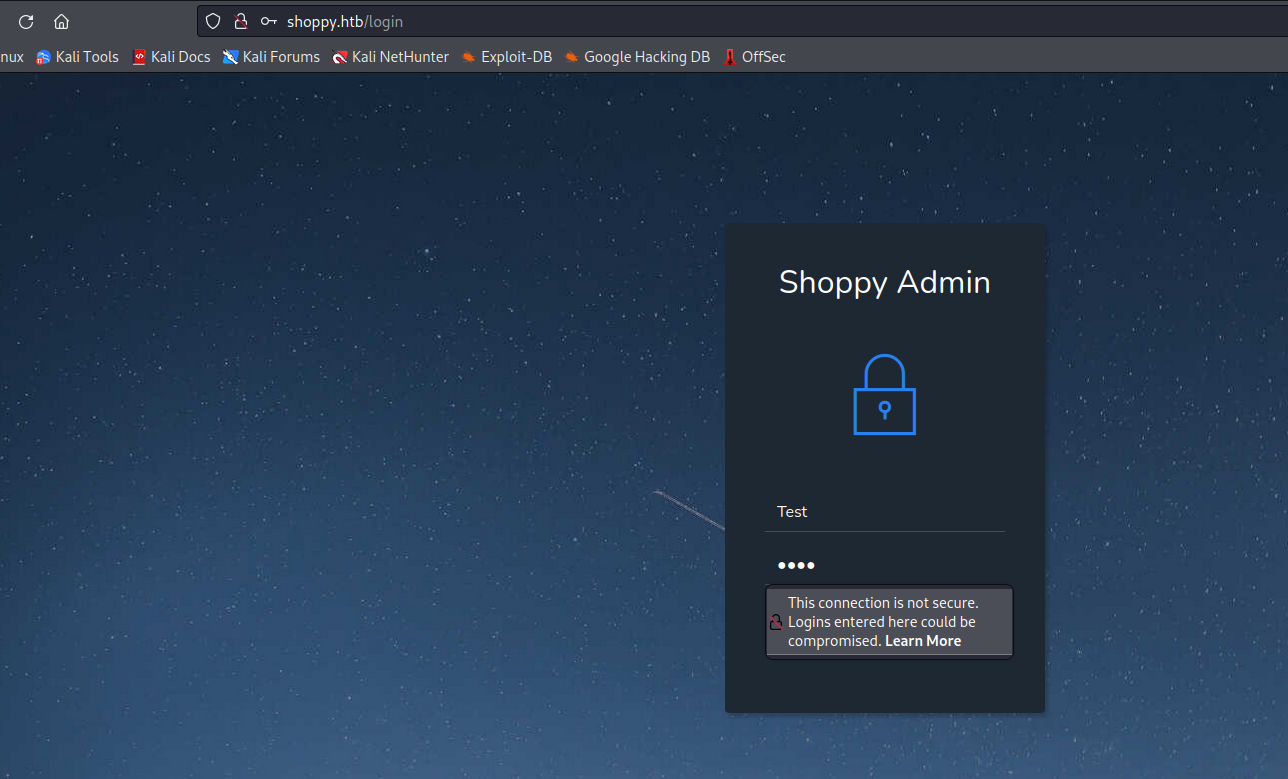 shoppy.htb/login
nux Kali Tools Kali Docs Kali Forums Kali NetHunter Exploit-DB Google Hacking DB OffSec
Shoppy Admin
Test
••••
This connection is not secure.
Logins entered here could be
compromised. Learn More